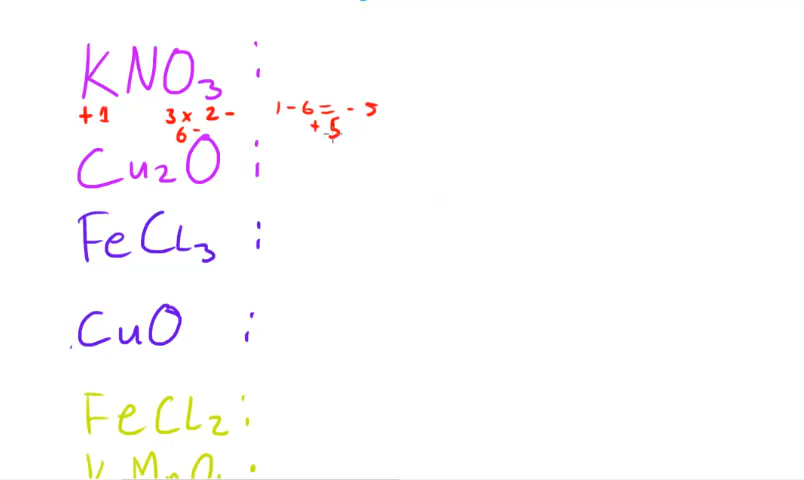 KNO₃ :
+1 3 x 2 - 1 - 6 = - 5
6 - + 5
Cu₂O :
FeCl₃ :
CuO :
FeCl₂ :